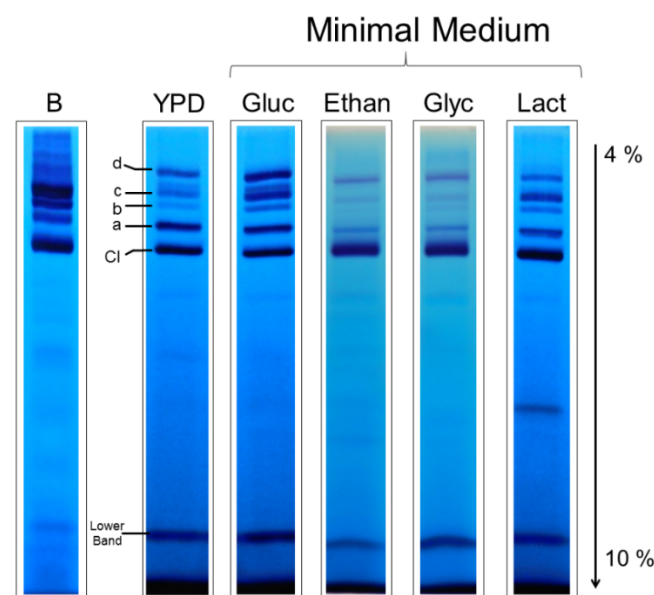 Minimal Medium
B YPD Gluc Ethan Glyc Lact
4 %
d
c
b
a
CI
Lower
Band
10 %